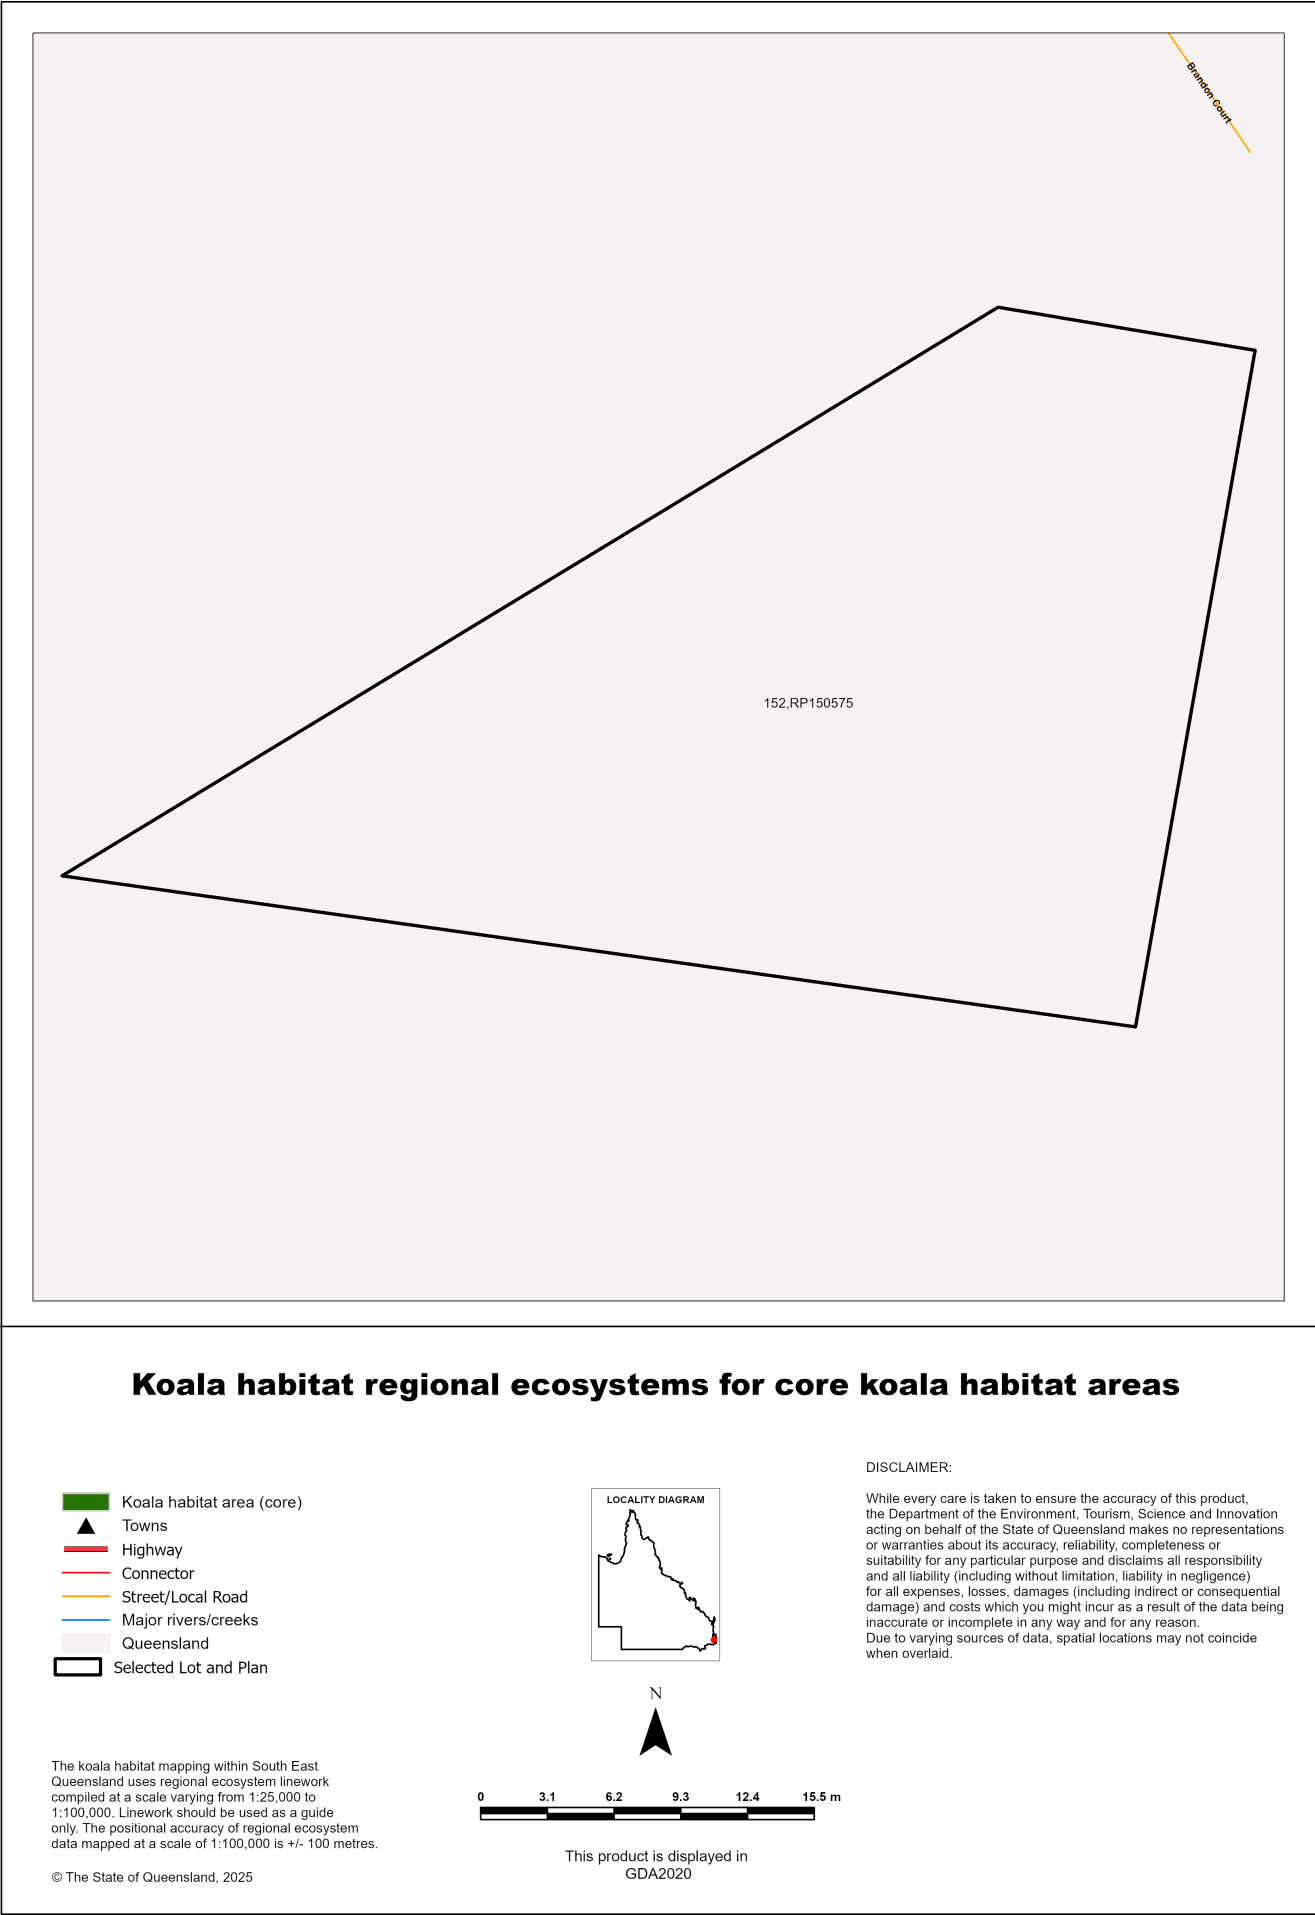 Brandon Court
152,RP150575
Koala habitat regional ecosystems for core koala habitat areas
Koala habitat area (core)
Towns
Highway
Connector
Street/Local Road
Major rivers/creeks
Queensland
Selected Lot and Plan
The koala habitat mapping within South East
Queensland uses regional ecosystem linework
compiled at a scale varying from 1:25,000 to
1:100,000. Linework should be used as a guide
only. The positional accuracy of regional ecosystem
data mapped at a scale of 1:100,000 is +/- 100 metres.
© The State of Queensland, 2025
LOCALITY DIAGRAM
N
0 3.1 6.2 9.3 12.4 15.5 m
This product is displayed in
GDA2020
DISCLAIMER:
While every care is taken to ensure the accuracy of this product,
the Department of the Environment, Tourism, Science and Innovation
acting on behalf of the State of Queensland makes no representations
or warranties about its accuracy, reliability, completeness or
suitability for any particular purpose and disclaims all responsibility
and all liability (including without limitation, liability in negligence)
for all expenses, losses, damages (including indirect or consequential
damage) and costs which you might incur as a result of the data being
inaccurate or incomplete in any way and for any reason.
Due to varying sources of data, spatial locations may not coincide
when overlaid.